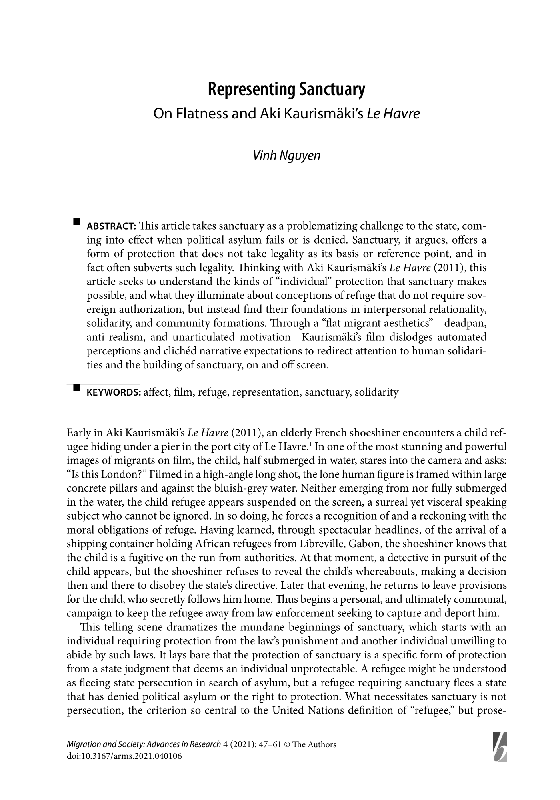 Representing Sanctuary
On Flatness and Aki Kaurismäki's Le Havre
Vinh Nguyen
■ ABSTRACT: This article takes sanctuary as a problematizing challenge to the state, com-
ing into effect when political asylum fails or is denied. Sanctuary, it argues, offers a
form of protection that does not take legality as its basis or reference point, and in
fact often subverts such legality. Thinking with Aki Kaurismäki's Le Havre (2011), this
article seeks to understand the kinds of “individual” protection that sanctuary makes
possible, and what they illuminate about conceptions of refuge that do not require sov-
ereign authorization, but instead find their foundations in interpersonal relationality,
solidarity, and community formations. Through a “flat migrant aesthetics”—deadpan,
anti realism, and unarticulated motivation—Kaurismäki's film dislodges automated
perceptions and clichéd narrative expectations to redirect attention to human solidari-
ties and the building of sanctuary, on and off screen.
■ KEYWORDS: affect, film, refuge, representation, sanctuary, solidarity
Early in Aki Kaurismäki's Le Havre (2011), an elderly French shoeshiner encounters a child ref-
ugee hiding under a pier in the port city of Le Havre.¹ In one of the most stunning and powerful
images of migrants on film, the child, half submerged in water, stares into the camera and asks:
“Is this London?” Filmed in a high-angle long shot, the lone human figure is framed within large
concrete pillars and against the bluish-grey water. Neither emerging from nor fully submerged
in the water, the child refugee appears suspended on the screen, a surreal yet visceral speaking
subject who cannot be ignored. In so doing, he forces a recognition of and a reckoning with the
moral obligations of refuge. Having learned, through spectacular headlines, of the arrival of a
shipping container holding African refugees from Libreville, Gabon, the shoeshiner knows that
the child is a fugitive on the run from authorities. At that moment, a detective in pursuit of the
child appears, but the shoeshiner refuses to reveal the child's whereabouts, making a decision
then and there to disobey the state's directive. Later that evening, he returns to leave provisions
for the child, who secretly follows him home. Thus begins a personal, and ultimately communal,
campaign to keep the refugee away from law enforcement seeking to capture and deport him.
This telling scene dramatizes the mundane beginnings of sanctuary, which starts with an
individual requiring protection from the law's punishment and another individual unwilling to
abide by such laws. It lays bare that the protection of sanctuary is a specific form of protection
from a state judgment that deems an individual unprotectable. A refugee might be understood
as fleeing state persecution in search of asylum, but a refugee requiring sanctuary flees a state
that has denied political asylum or the right to protection. What necessitates sanctuary is not
persecution, the criterion so central to the United Nations definition of “refugee,” but prose-
Migration and Society: Advances in Research 4 (2021): 47–61 © The Authors
doi:10.3167/arms.2021.040106